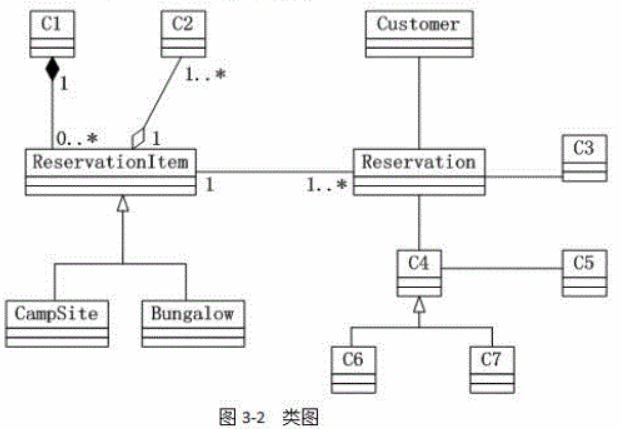 C1
C2
Customer
1
1..*
0..*
1
ReservationItem
Reservation
C3
1
1..*
C4
C5
CampSite
Bungalow
C6
C7
图 3-2 类图